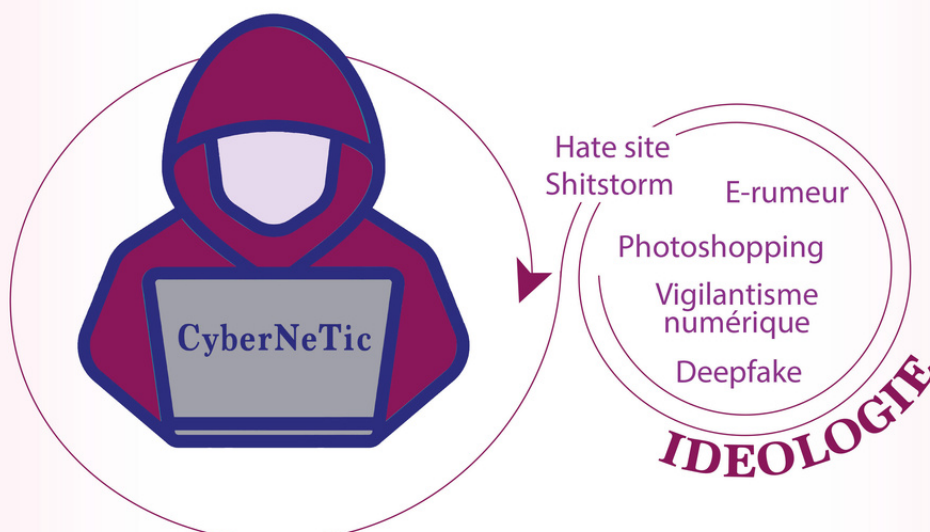 CyberNeTic
Hate site
Shitstorm
E-rumeur
Photoshopping
Vigilantisme
numérique
Deepfake
IDEOLOGIE